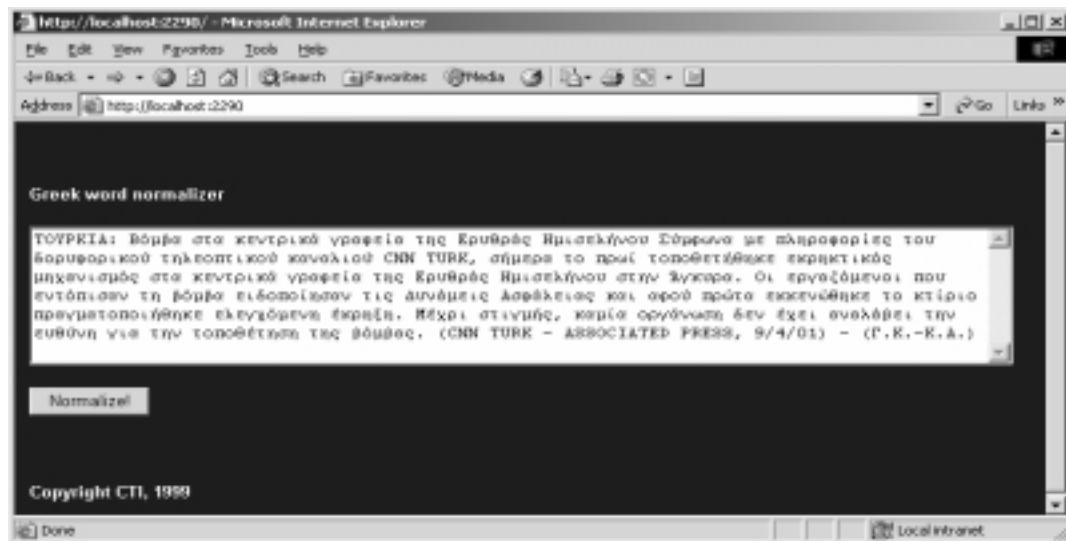 http://localhost:2290/ - Microsoft Internet Explorer
File Edit View Favorites Tools Help
Back Search Favorites Media
Address http://localhost:2290 Go Links »
Greek word normalizer
ΤΟΥΡΚΙΑ: Βόμβα στα κεντρικά γραφεία της Ερυθράς Ημισελήνου Σύμφωνα με πληροφορίες του
δορυφορικού τηλεοπτικού καναλιού CNN TURK, σήμερα το πρωί τοποθετήθηκε εκρηκτικός
μηχανισμός στα κεντρικά γραφεία της Ερυθράς Ημισελήνου στην Άγκυρα. Οι εργαζόμενοι που
εντόπισαν τη βόμβα ειδοποίησαν τις Δυνάμεις Ασφάλειας και αφού πρώτα εκκενώθηκε το κτίριο
πραγματοποιήθηκε ελεγχόμενη έκρηξη. Μέχρι στιγμής, καμία οργάνωση δεν έχει αναλάβει την
ευθύνη για την τοποθέτηση της βόμβας. (CNN TURK - ASSOCIATED PRESS, 9/4/01) - (Γ.Κ.-Κ.Α.)
Normalize!
Copyright CTI, 1999
Done Local intranet